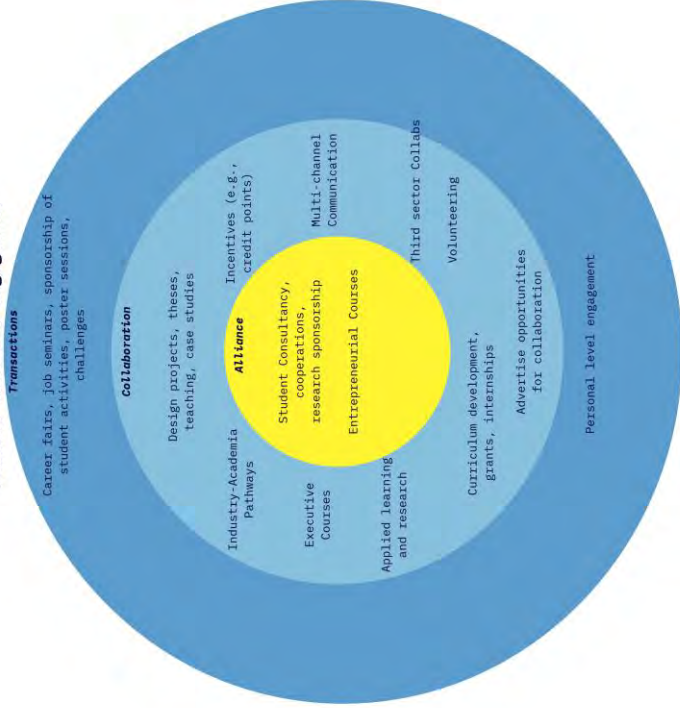 Transactions
Career fairs, job seminars, sponsorship of
student activities, poster sessions,
challenges
Collaboration
Design projects, theses,
teaching, case studies
Industry-Academia
Pathways
Incentives (e.g.,
credit points)
Alliance
Student Consultancy,
cooperations,
research sponsorship
Entrepreneurial Courses
Executive
Courses
Multi-channel
Communication
Applied learning
and research
Third sector Collabs
Volunteering
Curriculum development,
grants, internships
Advertise opportunities
for collaboration
Personal level engagement